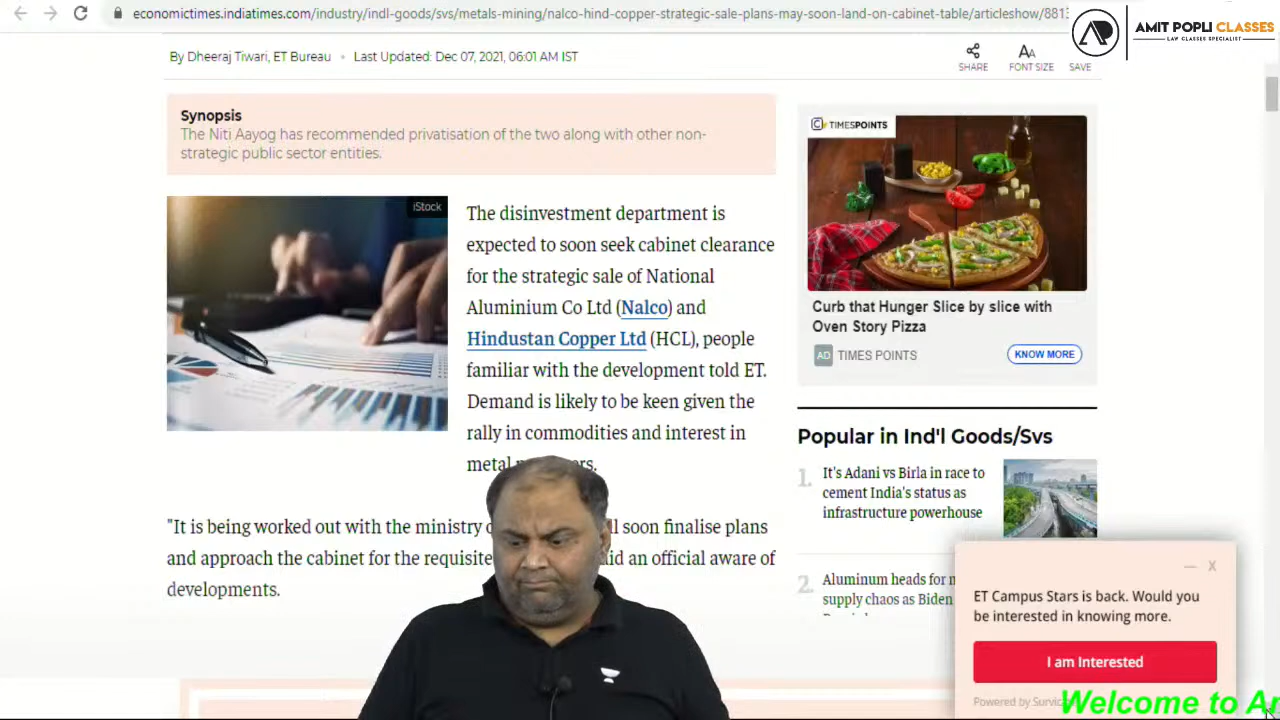 economictimes.indiatimes.com/industry/indl-goods/svs/metals-mining/nalco-hind-copper-strategic-sale-plans-may-soon-land-on-cabinet-table/articleshow/881
AMIT POPLI CLASSES
LAW CLASSES SPECIALIST
By Dheeraj Tiwari, ET Bureau • Last Updated: Dec 07, 2021, 06:01 AM IST
SHARE FONT SIZE SAVE
Synopsis
The Niti Aayog has recommended privatisation of the two along with other non-
strategic public sector entities.
iStock
The disinvestment department is
expected to soon seek cabinet clearance
for the strategic sale of National
Aluminium Co Ltd (Nalco) and
Hindustan Copper Ltd (HCL), people
familiar with the development told ET.
Demand is likely to be keen given the
rally in commodities and interest in
metal
"It is being worked out with the ministry soon finalise plans
and approach the cabinet for the requisite an official aware of
developments.
TIMESPOINTS
Curb that Hunger Slice by slice with
Oven Story Pizza
AD TIMES POINTS
KNOW MORE
Popular in Ind'l Goods/Svs
1. It's Adani vs Birla in race to
cement India's status as
infrastructure powerhouse
2. Aluminum heads for
supply chaos as Biden
ET Campus Stars is back. Would you
be interested in knowing more.
I am Interested
Powered by
Welcome to